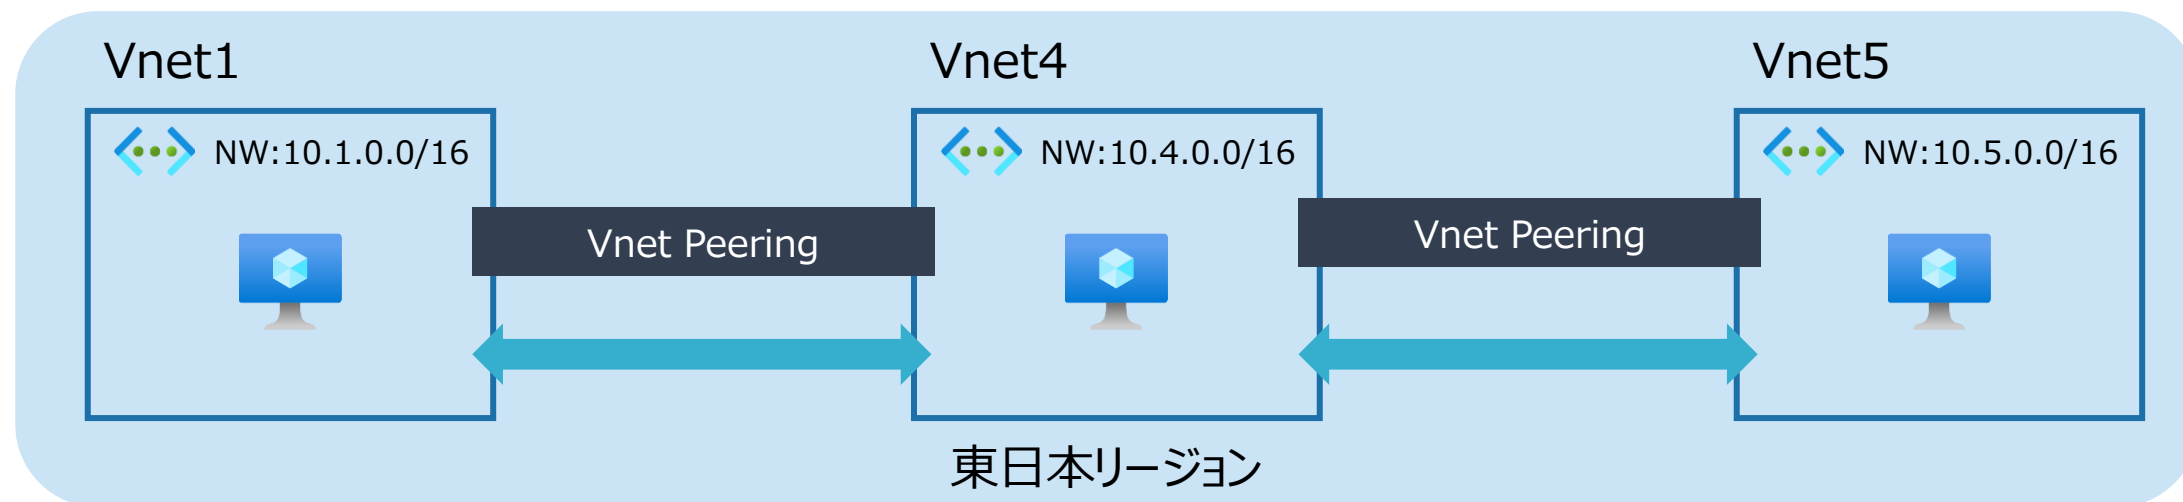 Vnet1
Vnet4
Vnet5
NW:10.1.0.0/16
NW:10.4.0.0/16
NW:10.5.0.0/16
Vnet Peering
Vnet Peering
東日本リージョン